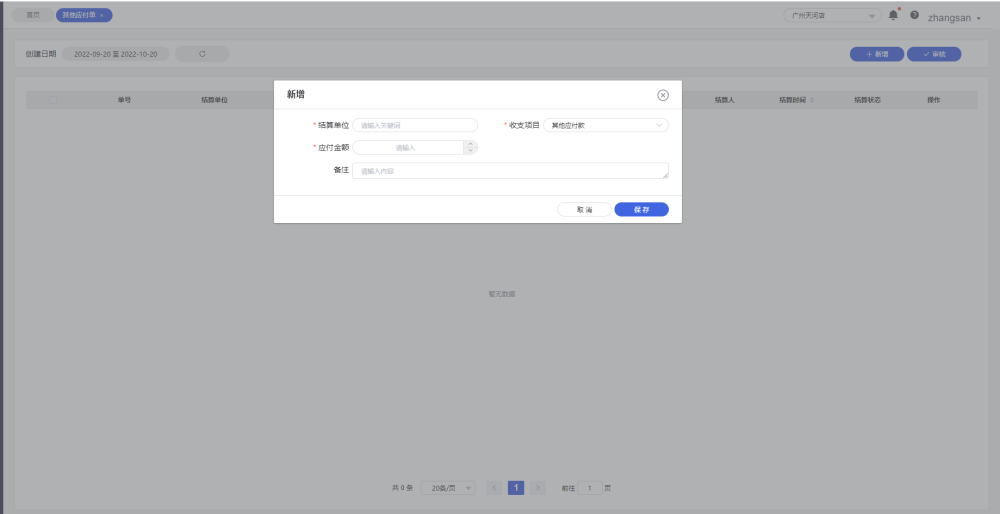 首页 其他应付单 × 广州天河店 zhangsan
创建日期 2022-09-20 至 2022-10-20 + 新增 审核
单号 结算单位 结算人 结算时间 结算状态 操作
新增
* 结算单位 请输入关键词 * 收支项目 其他应付款
* 应付金额 请输入
备注 请输入内容
取 消 保 存
暂无数据
共 0 条 20条/页 < 1 > 前往 1 页